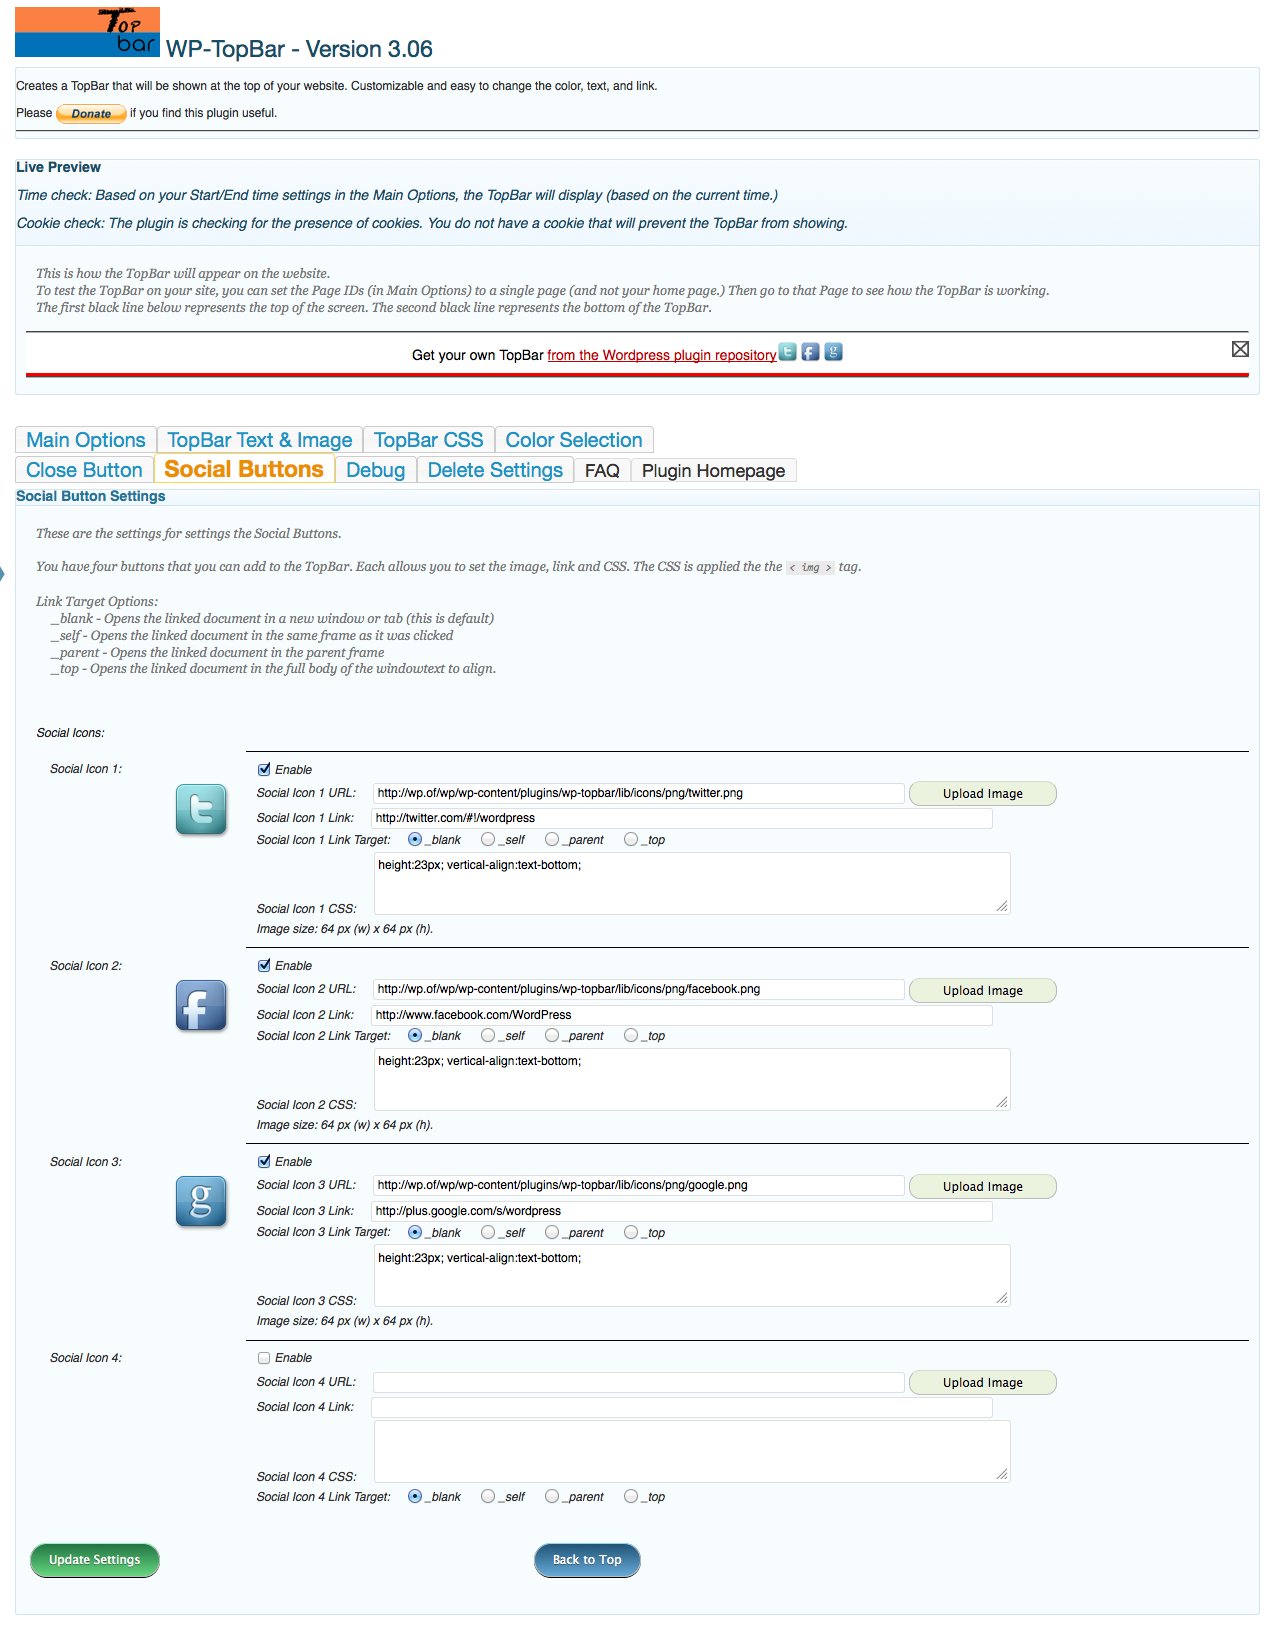 Top
bar
WP-TopBar - Version 3.06
Creates a TopBar that will be shown at the top of your website. Customizable and easy to change the color, text, and link.
Please Donate if you find this plugin useful.
Live Preview
Time check: Based on your Start/End time settings in the Main Options, the TopBar will display (based on the current time.)
Cookie check: The plugin is checking for the presence of cookies. You do not have a cookie that will prevent the TopBar from showing.
This is how the TopBar will appear on the website.
To test the TopBar on your site, you can set the Page IDs (in Main Options) to a single page (and not your home page.) Then go to that Page to see how the TopBar is working.
The first black line below represents the top of the screen. The second black line represents the bottom of the TopBar.
Get your own TopBar from the Wordpress plugin repository t f g
Main Options TopBar Text & Image TopBar CSS Color Selection
Close Button Social Buttons Debug Delete Settings FAQ Plugin Homepage
Social Button Settings
These are the settings for settings the Social Buttons.
You have four buttons that you can add to the TopBar. Each allows you to set the image, link and CSS. The CSS is applied the the < img > tag.
Link Target Options:
_blank - Opens the linked document in a new window or tab (this is default)
_self - Opens the linked document in the same frame as it was clicked
_parent - Opens the linked document in the parent frame
_top - Opens the linked document in the full body of the windowtext to align.
Social Icons:
Social Icon 1: Enable
t
Social Icon 1 URL: http://wp.of/wp/wp-content/plugins/wp-topbar/lib/icons/png/twitter.png Upload Image
Social Icon 1 Link: http://twitter.com/#!/wordpress
Social Icon 1 Link Target: _blank _self _parent _top
height:23px; vertical-align:text-bottom;
Social Icon 1 CSS:
Image size: 64 px (w) x 64 px (h).
Social Icon 2: Enable
f
Social Icon 2 URL: http://wp.of/wp/wp-content/plugins/wp-topbar/lib/icons/png/facebook.png Upload Image
Social Icon 2 Link: http://www.facebook.com/WordPress
Social Icon 2 Link Target: _blank _self _parent _top
height:23px; vertical-align:text-bottom;
Social Icon 2 CSS:
Image size: 64 px (w) x 64 px (h).
Social Icon 3: Enable
g
Social Icon 3 URL: http://wp.of/wp/wp-content/plugins/wp-topbar/lib/icons/png/google.png Upload Image
Social Icon 3 Link: http://plus.google.com/s/wordpress
Social Icon 3 Link Target: _blank _self _parent _top
height:23px; vertical-align:text-bottom;
Social Icon 3 CSS:
Image size: 64 px (w) x 64 px (h).
Social Icon 4: Enable
Social Icon 4 URL: Upload Image
Social Icon 4 Link:
Social Icon 4 CSS:
Social Icon 4 Link Target: _blank _self _parent _top
Update Settings Back to Top